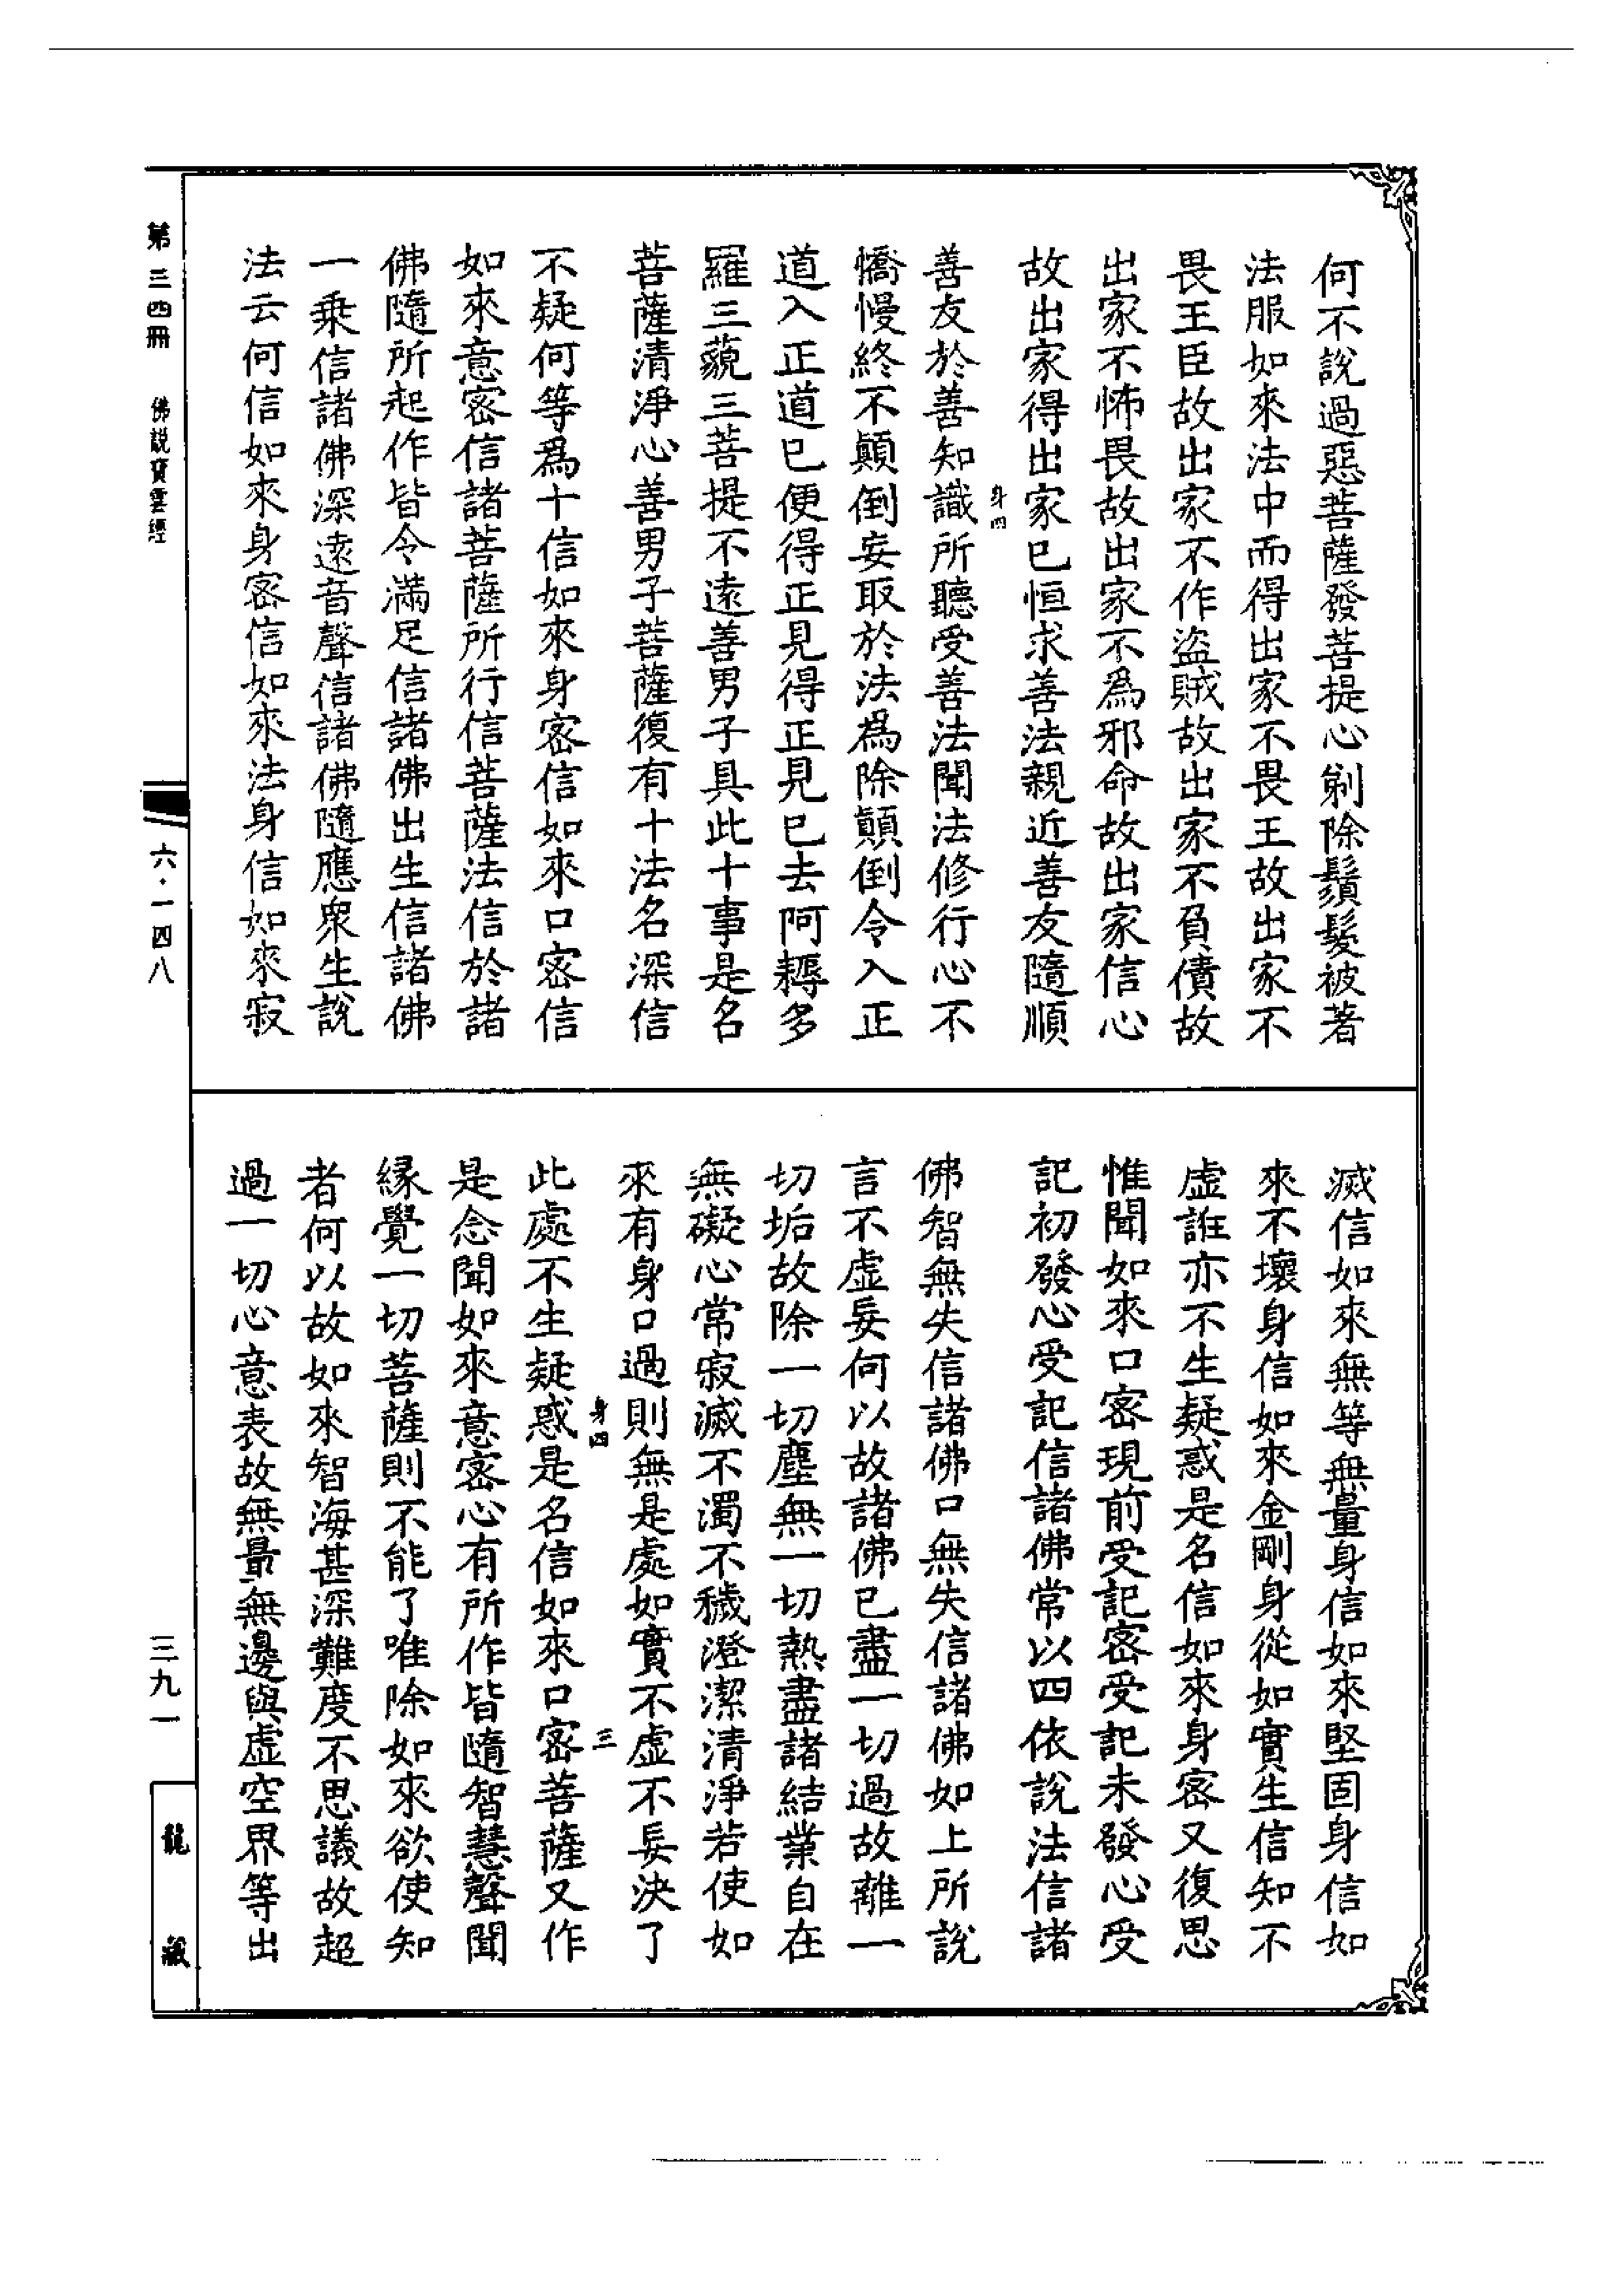 何不說過惡菩薩發菩提心剃除鬚髮被著
法服如來法中而得出家不畏王故出家不
畏王臣故出家不作盜賊故出家不負債故
出家不怖畏故出家不為邪命故出家信心
故出家得出家已恒求善法親近善友隨順
身四
善友於善知識所聽受善法聞法修行心不
憍慢終不顛倒妄取於法為除顛倒令入正
道入正道已便得正見得正見已去阿耨多
羅三藐三菩提不遠善男子具此十事是名
菩薩清淨心善男子菩薩復有十法名深信
不疑何等為十信如來身密信如來口密信
如來意密信諸菩薩所行信菩薩法信於諸
佛隨所起作皆令滿足信諸佛出生信諸佛
一乘信諸佛深遠音聲信諸佛隨應眾生說
法云何信如來身密信如來法身信如來寂
滅信如來無等無量身信如來堅固身信如
來不壞身信如來金剛身從如實生信知不
虛誑亦不生疑惑是名信如來身密又復思
惟聞如來口密現前受記密受記未發心受
記初發心受記信諸佛常以四依說法信諸
佛智無失信諸佛口無失信諸佛如上所說
言不虛妄何以故諸佛已盡一切過故離一
切垢故除一切塵無一切熱盡諸結業自在
無礙心常寂滅不濁不穢澄潔清淨若使如
來有身口過則無是處如實不虛不妄決了
身四 三
此處不生疑惑是名信如來口密菩薩又作
是念聞如來意密心有所作皆隨智慧聲聞
緣覺一切菩薩則不能了唯除如來欲使知
者何以故如來智海甚深難度不思議故超
過一切心意表故無量無邊與虛空界等出
第三四冊 佛說寶雲經
六·一四八
三九一
龍藏